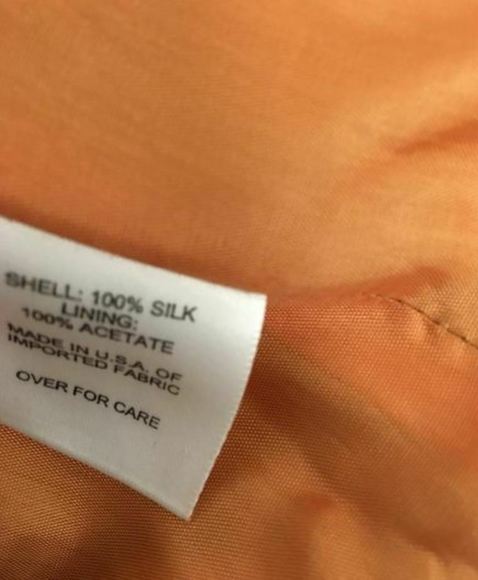 SHELL: 100% SILK
LINING:
100% ACETATE
MADE IN U.S.A. OF
IMPORTED FABRIC
OVER FOR CARE